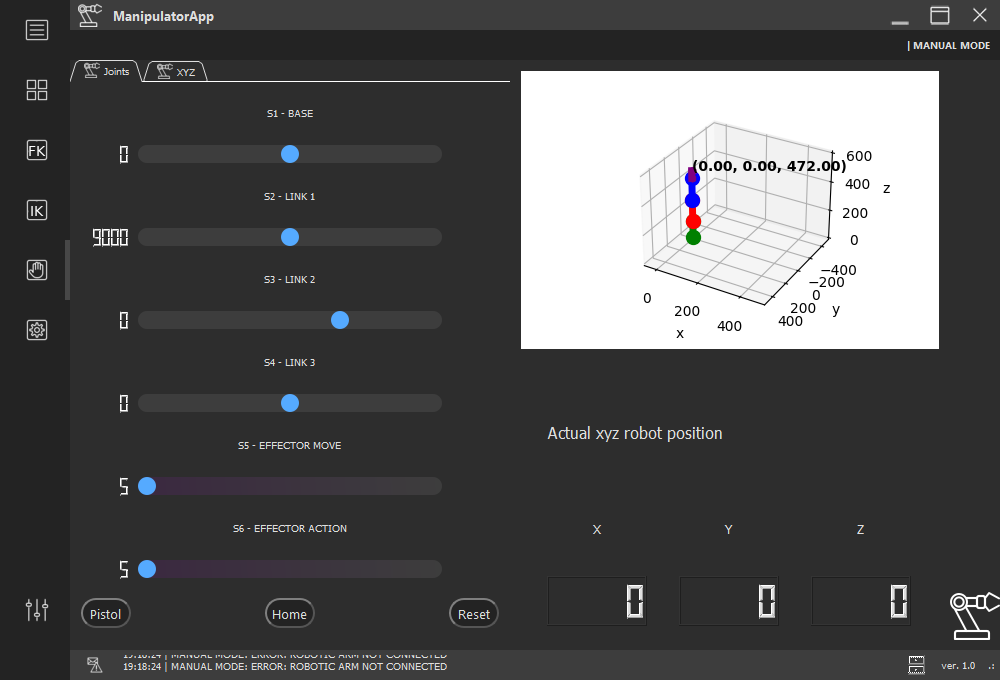 ManipulatorApp
| MANUAL MODE
Joints
XYZ
FK
IK
S1 - BASE
0
S2 - LINK 1
9000
S3 - LINK 2
0
S4 - LINK 3
0
S5 - EFFECTOR MOVE
5
S6 - EFFECTOR ACTION
5
Pistol
Home
Reset
(0.00, 0.00, 472.00)
600
400
200
0
z
−400
−200
0
200
400
y
0
200
400
x
Actual xyz robot position
X
Y
Z
0
0
0
19:18:24 | MANUAL MODE: ERROR: ROBOTIC ARM NOT CONNECTED
19:18:24 | MANUAL MODE: ERROR: ROBOTIC ARM NOT CONNECTED
ver. 1.0